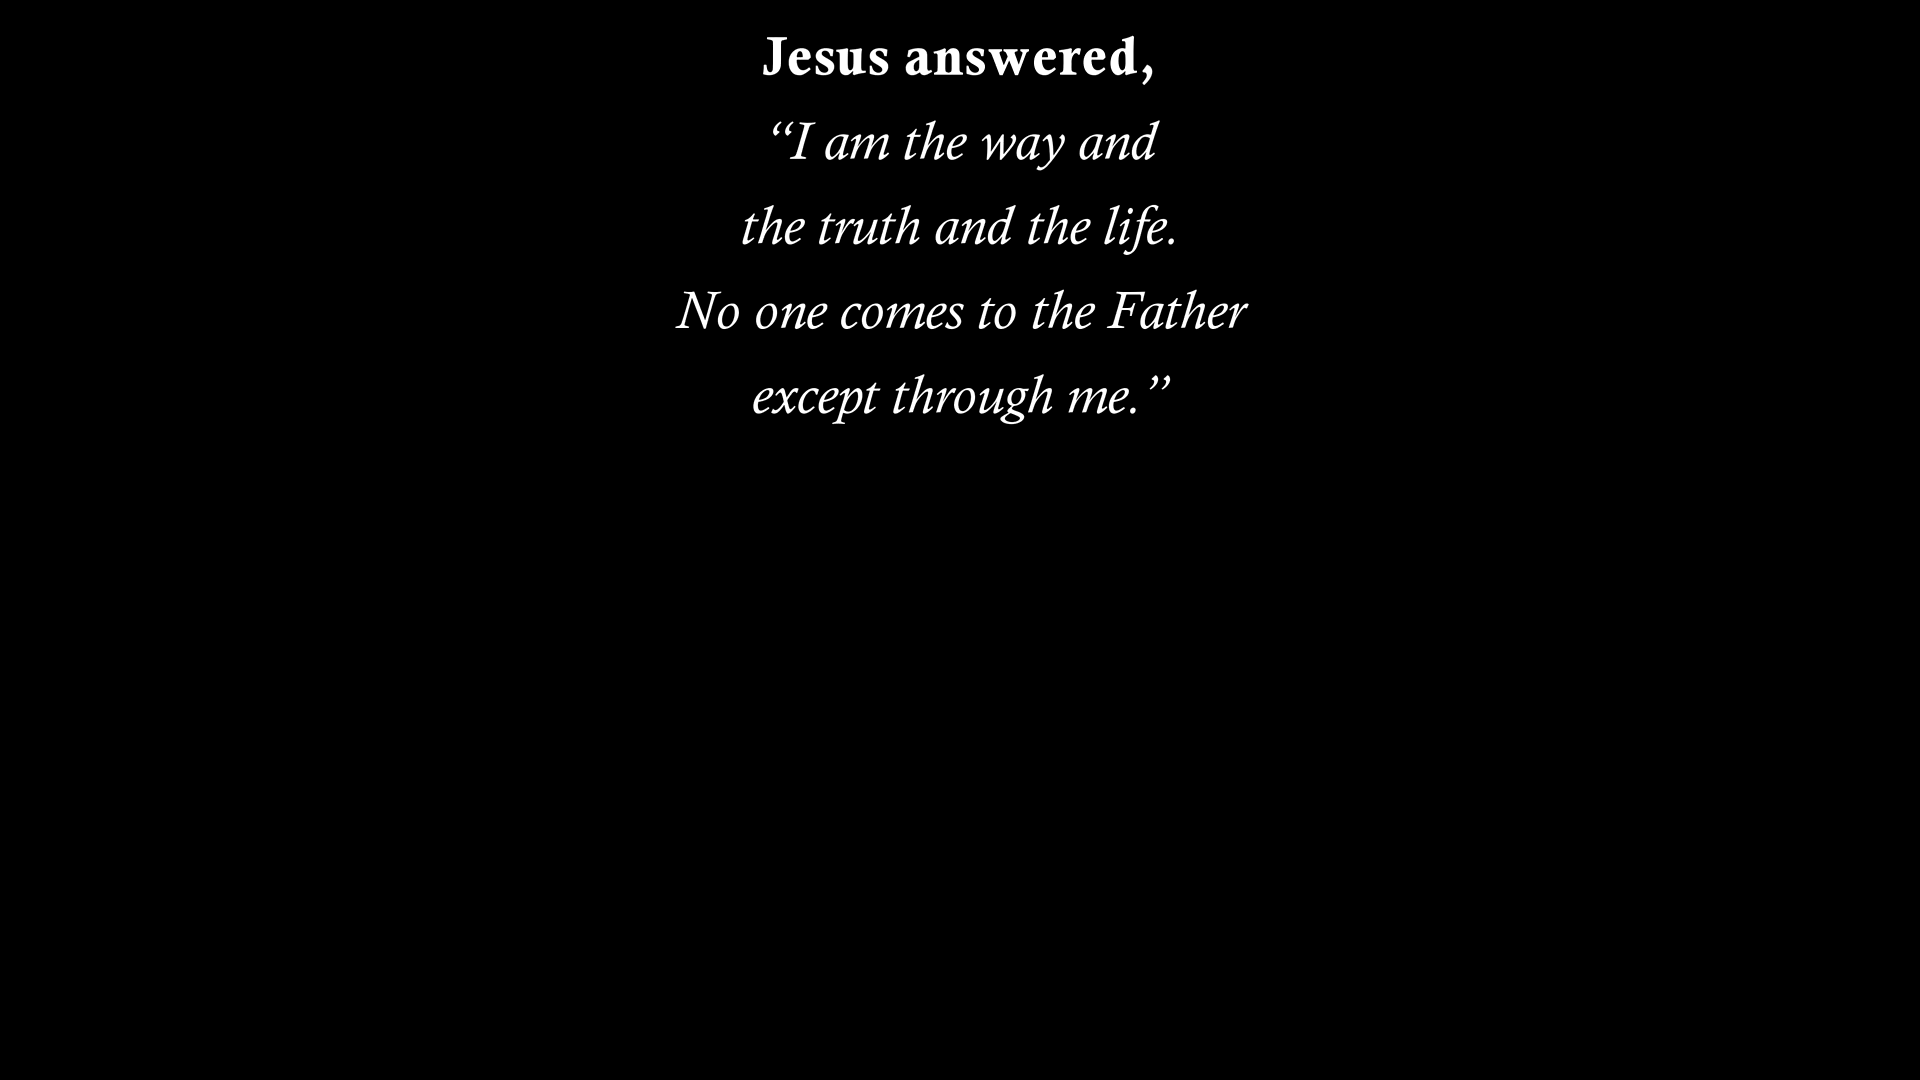 Jesus answered,
“I am the way and
the truth and the life.
No one comes to the Father
except through me.”